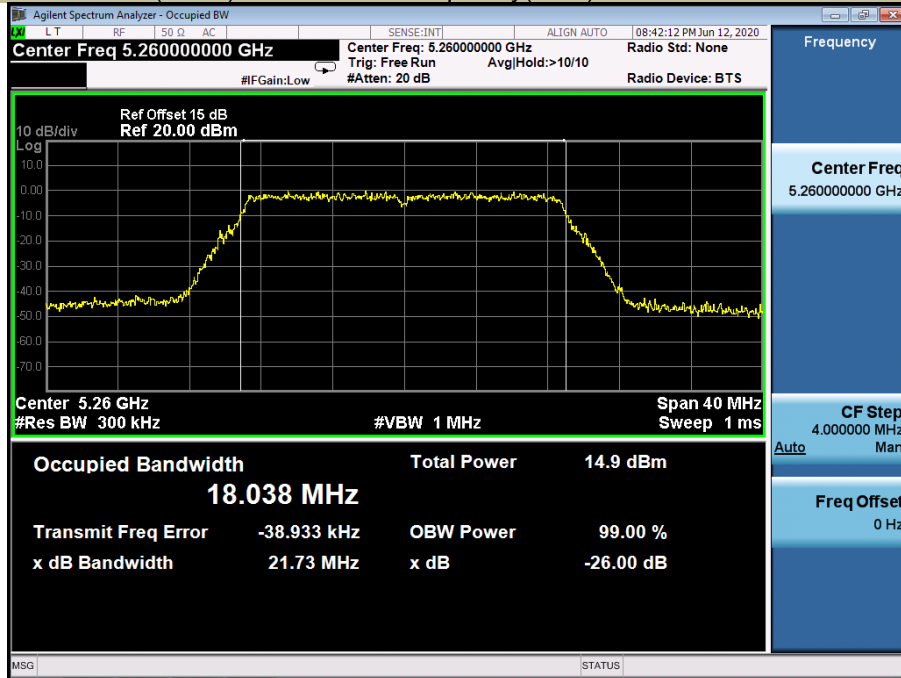 Agilent Spectrum Analyzer - Occupied BW
LXI L T RF 50 Ω AC SENSE:INT ALIGN AUTO 08:42:12 PM Jun 12, 2020
Center Freq 5.260000000 GHz
#IFGain:Low
Center Freq: 5.260000000 GHz
Trig: Free Run Avg|Hold:>10/10
#Atten: 20 dB
Radio Std: None
Radio Device: BTS
Frequency
Ref Offset 15 dB
10 dB/div Ref 20.00 dBm
Log
10.0
0.00
-10.0
-20.0
-30.0
-40.0
-50.0
-60.0
-70.0
Center 5.26 GHz Span 40 MHz
#Res BW 300 kHz #VBW 1 MHz Sweep 1 ms
Occupied Bandwidth Total Power 14.9 dBm
18.038 MHz
Transmit Freq Error -38.933 kHz OBW Power 99.00 %
x dB Bandwidth 21.73 MHz x dB -26.00 dB
Center Freq
5.260000000 GHz
CF Step
4.000000 MHz
Auto Man
Freq Offset
0 Hz
MSG STATUS